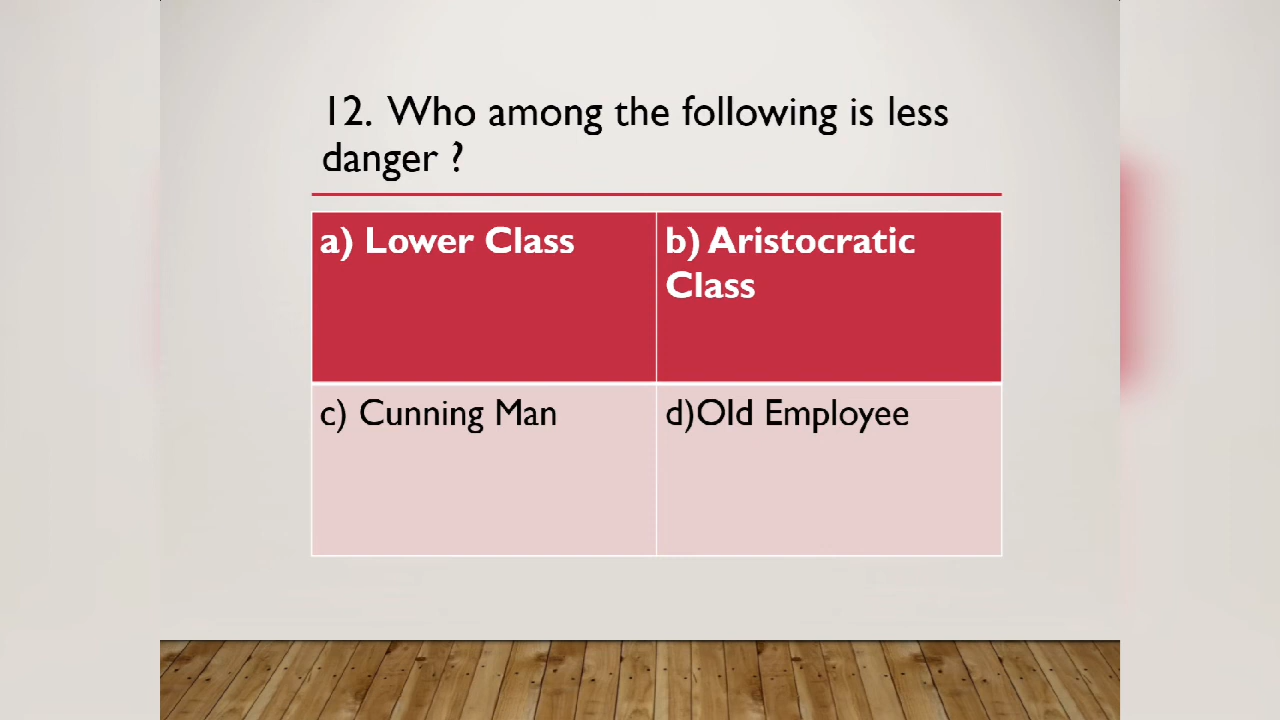 12. Who among the following is less
danger ?
a) Lower Class
b) Aristocratic
Class
c) Cunning Man
d)Old Employee